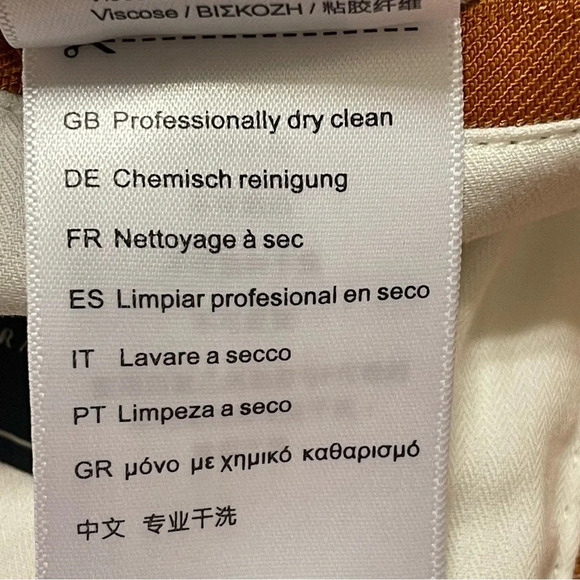 Viscose / ΒΙΣΚΟΖΗ / 粘胶纤维
GB Professionally dry clean
DE Chemisch reinigung
FR Nettoyage à sec
ES Limpiar profesional en seco
IT Lavare a secco
PT Limpeza a seco
GR μόνο με χημικό καθαρισμό
中文 专业干洗